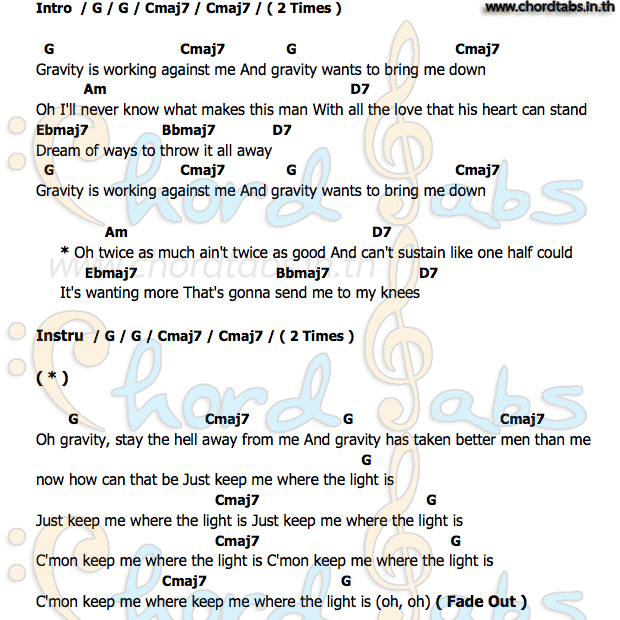 Intro / G / G / Cmaj7 / Cmaj7 / ( 2 Times )
www.chordtabs.in.th
G Cmaj7 G Cmaj7
Gravity is working against me And gravity wants to bring me down
Am D7
Oh I'll never know what makes this man With all the love that his heart can stand
Ebmaj7 Bbmaj7 D7
Dream of ways to throw it all away
G Cmaj7 G Cmaj7
Gravity is working against me And gravity wants to bring me down
Chord Tabs
Am D7
* Oh twice as much ain't twice as good And can't sustain like one half could
www.chordtabs.in.th
Ebmaj7 Bbmaj7 D7
It's wanting more That's gonna send me to my knees
Instru / G / G / Cmaj7 / Cmaj7 / ( 2 Times )
( * )
Chord Tabs
G Cmaj7 G Cmaj7
Oh gravity, stay the hell away from me And gravity has taken better men than me
G
now how can that be Just keep me where the light is
Cmaj7 G
Just keep me where the light is Just keep me where the light is
Cmaj7 G
C'mon keep me where the light is C'mon keep me where the light is
Cmaj7 G
C'mon keep me where keep me where the light is (oh, oh) ( Fade Out )